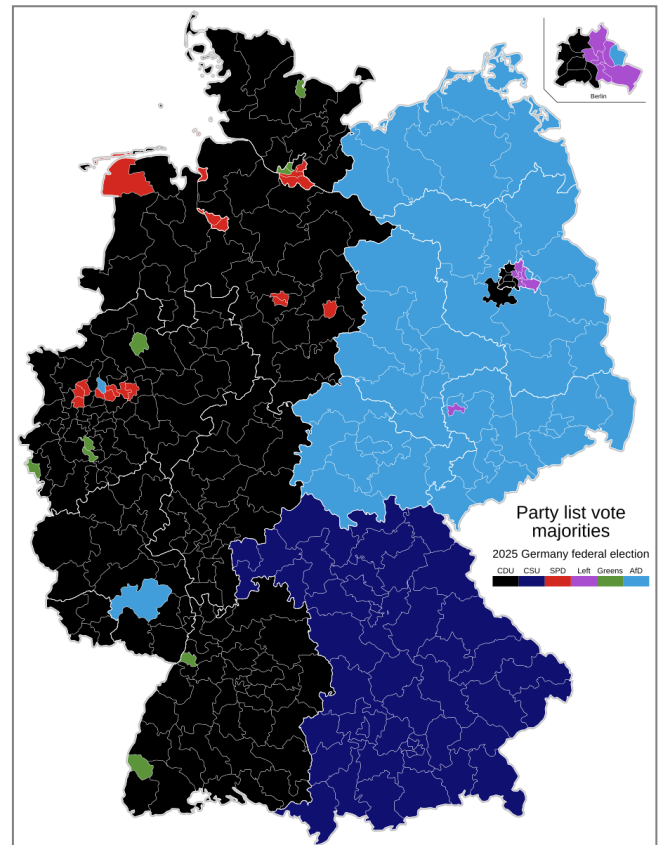 Berlin
Party list vote
majorities
2025 Germany federal election
CDU CSU SPD Left Greens AfD